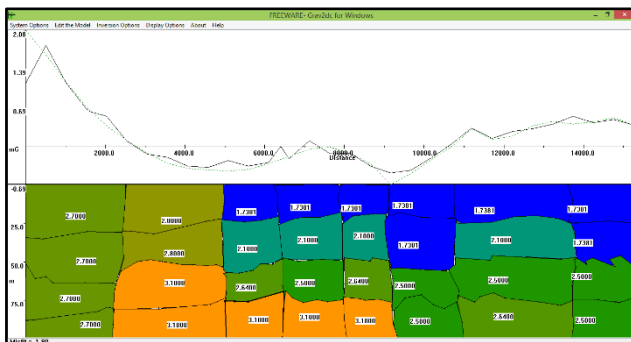 FREEWARE- Grav2dc for Windows
System Options Edit the Model Inversion Options Display Options About Help
2.08
1.39
0.69
mG
2000.0 4000.0 6000.0 8000.0 10000.0 12000.0 14000.0
Distance
-0.69
1.7381 1.7381 1.7381 1.7381 1.7381 1.7381
2.7000 2.8000
25.0
2.1000 2.1000 2.1000 1.7381 2.1000 1.7381
2.7000 2.8000
50.0
m
3.1000 2.6400 2.5000 2.6400 2.5000 2.5000 2.5000
2.7000
75.0
2.7000 3.1000 3.1000 3.1000 3.1000 2.5000 2.6400 2.5000